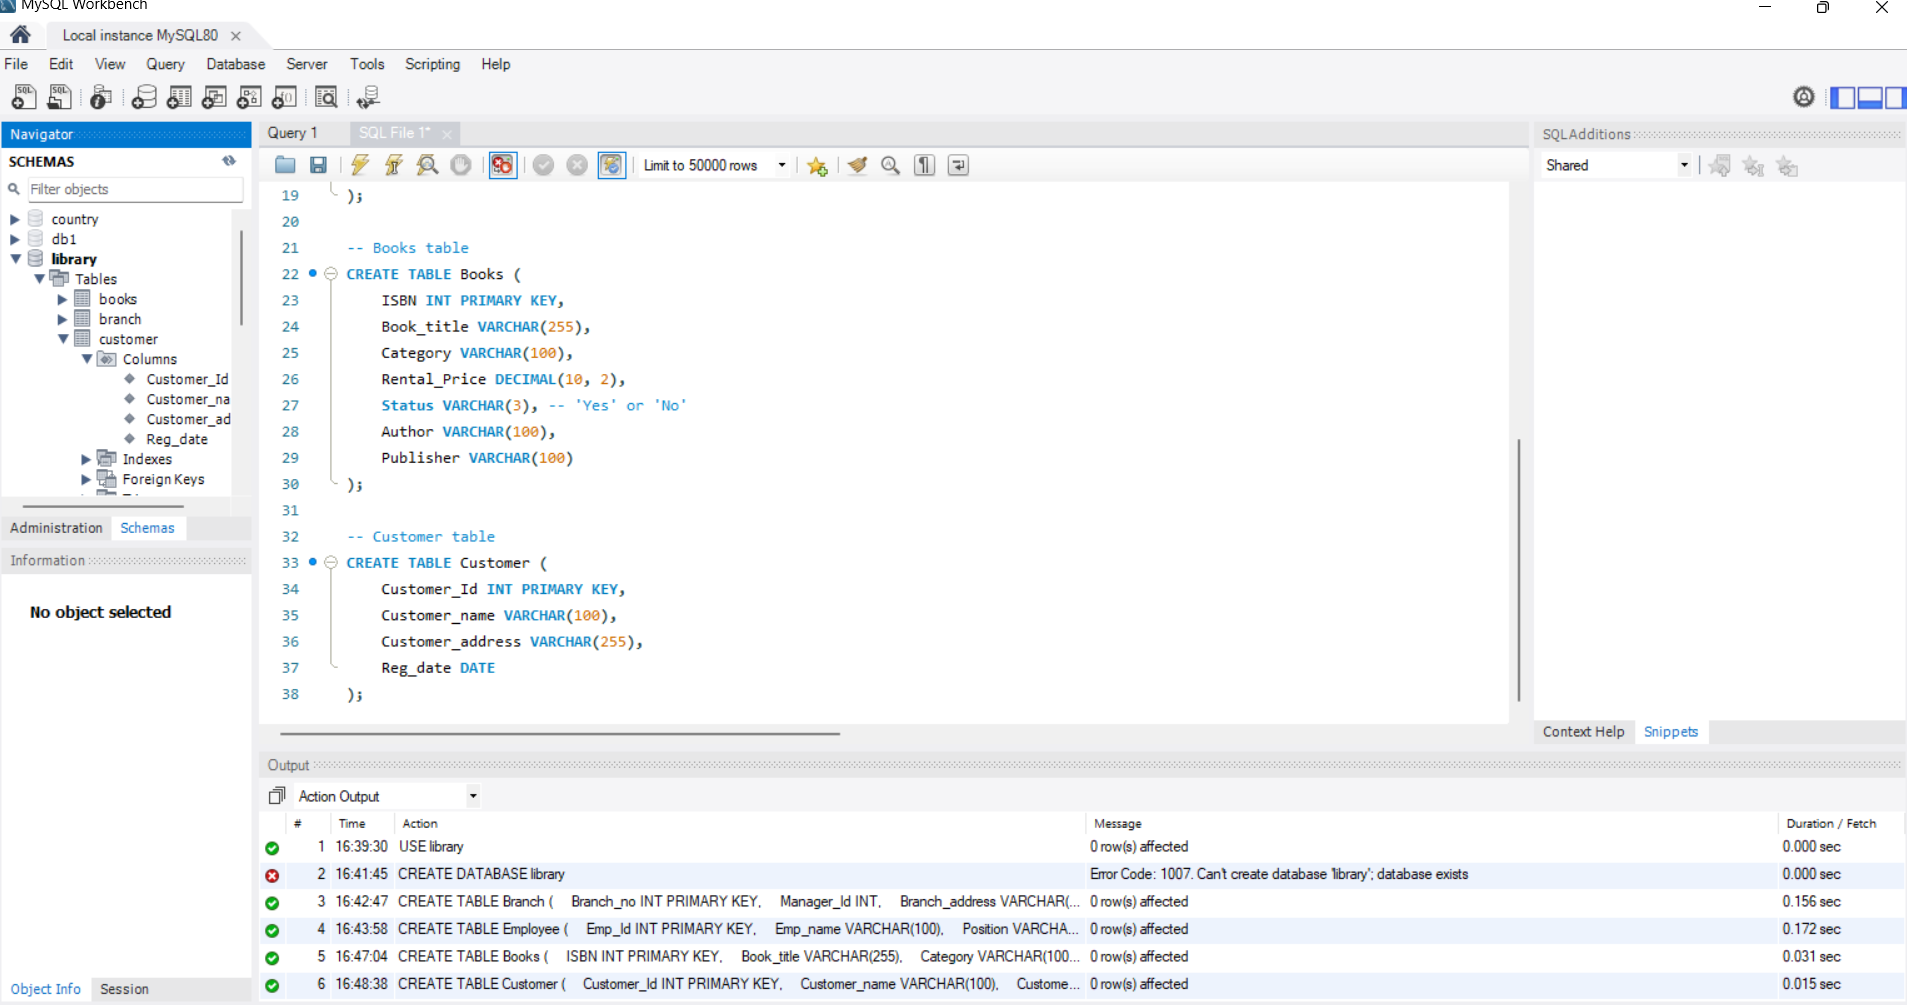 MySQL Workbench
Local instance MySQL80
File Edit View Query Database Server Tools Scripting Help
Navigator
SCHEMAS
Filter objects
country
db1
library
Tables
books
branch
customer
Columns
Customer_Id
Customer_na
Customer_ad
Reg_date
Indexes
Foreign Keys
Administration Schemas
Information
No object selected
Object Info Session
Query 1 SQL File 1*
Limit to 50000 rows
19 );
20
21 -- Books table
22 CREATE TABLE Books (
23 ISBN INT PRIMARY KEY,
24 Book_title VARCHAR(255),
25 Category VARCHAR(100),
26 Rental_Price DECIMAL(10, 2),
27 Status VARCHAR(3), -- 'Yes' or 'No'
28 Author VARCHAR(100),
29 Publisher VARCHAR(100)
30 );
31
32 -- Customer table
33 CREATE TABLE Customer (
34 Customer_Id INT PRIMARY KEY,
35 Customer_name VARCHAR(100),
36 Customer_address VARCHAR(255),
37 Reg_date DATE
38 );
SQLAdditions
Shared
Context Help Snippets
Output
Action Output
# Time Action Message Duration / Fetch
1 16:39:30 USE library 0 row(s) affected 0.000 sec
2 16:41:45 CREATE DATABASE library Error Code: 1007. Can't create database 'library'; database exists 0.000 sec
3 16:42:47 CREATE TABLE Branch ( Branch_no INT PRIMARY KEY, Manager_Id INT, Branch_address VARCHAR(... 0 row(s) affected 0.156 sec
4 16:43:58 CREATE TABLE Employee ( Emp_Id INT PRIMARY KEY, Emp_name VARCHAR(100), Position VARCHA... 0 row(s) affected 0.172 sec
5 16:47:04 CREATE TABLE Books ( ISBN INT PRIMARY KEY, Book_title VARCHAR(255), Category VARCHAR(100... 0 row(s) affected 0.031 sec
6 16:48:38 CREATE TABLE Customer ( Customer_Id INT PRIMARY KEY, Customer_name VARCHAR(100), Custome... 0 row(s) affected 0.015 sec